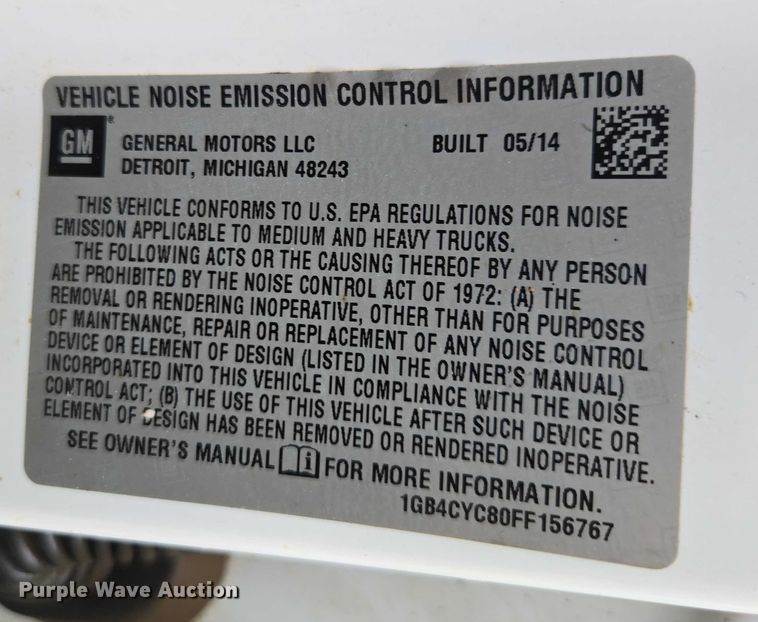 VEHICLE NOISE EMISSION CONTROL INFORMATION
GM®
GENERAL MOTORS LLC BUILT 05/14
DETROIT, MICHIGAN 48243
THIS VEHICLE CONFORMS TO U.S. EPA REGULATIONS FOR NOISE
EMISSION APPLICABLE TO MEDIUM AND HEAVY TRUCKS.
THE FOLLOWING ACTS OR THE CAUSING THEREOF BY ANY PERSON
ARE PROHIBITED BY THE NOISE CONTROL ACT OF 1972: (A) THE
REMOVAL OR RENDERING INOPERATIVE, OTHER THAN FOR PURPOSES
OF MAINTENANCE, REPAIR OR REPLACEMENT OF ANY NOISE CONTROL
DEVICE OR ELEMENT OF DESIGN (LISTED IN THE OWNER'S MANUAL)
INCORPORATED INTO THIS VEHICLE IN COMPLIANCE WITH THE NOISE
CONTROL ACT; (B) THE USE OF THIS VEHICLE AFTER SUCH DEVICE OR
ELEMENT OF DESIGN HAS BEEN REMOVED OR RENDERED INOPERATIVE.
SEE OWNER'S MANUAL i FOR MORE INFORMATION.
1GB4CYC80FF156767
Purple Wave Auction